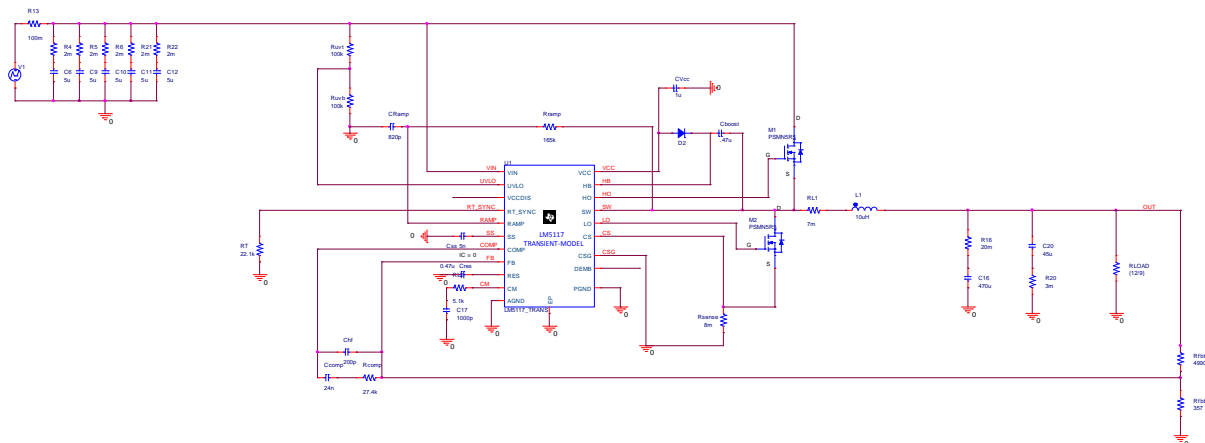 R13
100m
V1
R4
2m
R5
2m
R6
2m
R21
2m
R22
2m
C6
5u
C9
5u
C10
5u
C11
5u
C12
5u
0
Ruvt
100k
Ruvb
100k
0
CRamp
820p
Rramp
165k
CVcc
1u
0
D2
Cboost
.47u
D
M1
PSMN5R5
G
S
U1
VIN
UVLO
RT_SYNC
RAMP
SS
COMP
FB
CM
VIN
UVLO
VCCDIS
RT_SYNC
RAMP
SS
COMP
FB
RES
CM
AGND
EP
LM5117
TRANSIENT-MODEL
LM5117_TRANS
VCC
HB
HO
SW
LO
CS
CSG
DEMB
PGND
VCC
HB
HO
SW
LO
CS
CSG
0
Css 5n
IC = 0
0.47u Cres
0
5.1k
C17
1000p
0
0
0
0
RT
22.1k
0
D
M2
PSMN5R5
G
S
Rsense
8m
0
RL1
7m
L1
10uH
OUT
R16
20m
C16
470u
0
C20
45u
R20
3m
0
RLOAD
(12/9)
0
Chf
200p
Ccomp
24n
Rcomp
27.4k
4990
357
0